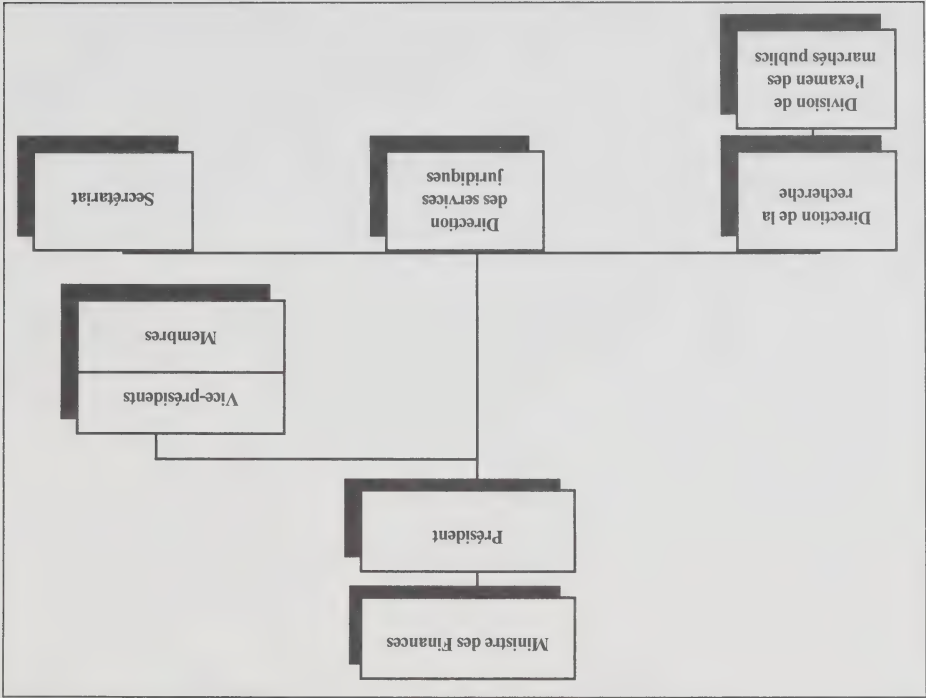 Ministre des Finances
Président
Vice-présidents
Membres
Direction de la
recherche
Direction
des services
juridiques
Secrétariat
Division de
l'examen des
marchés publics